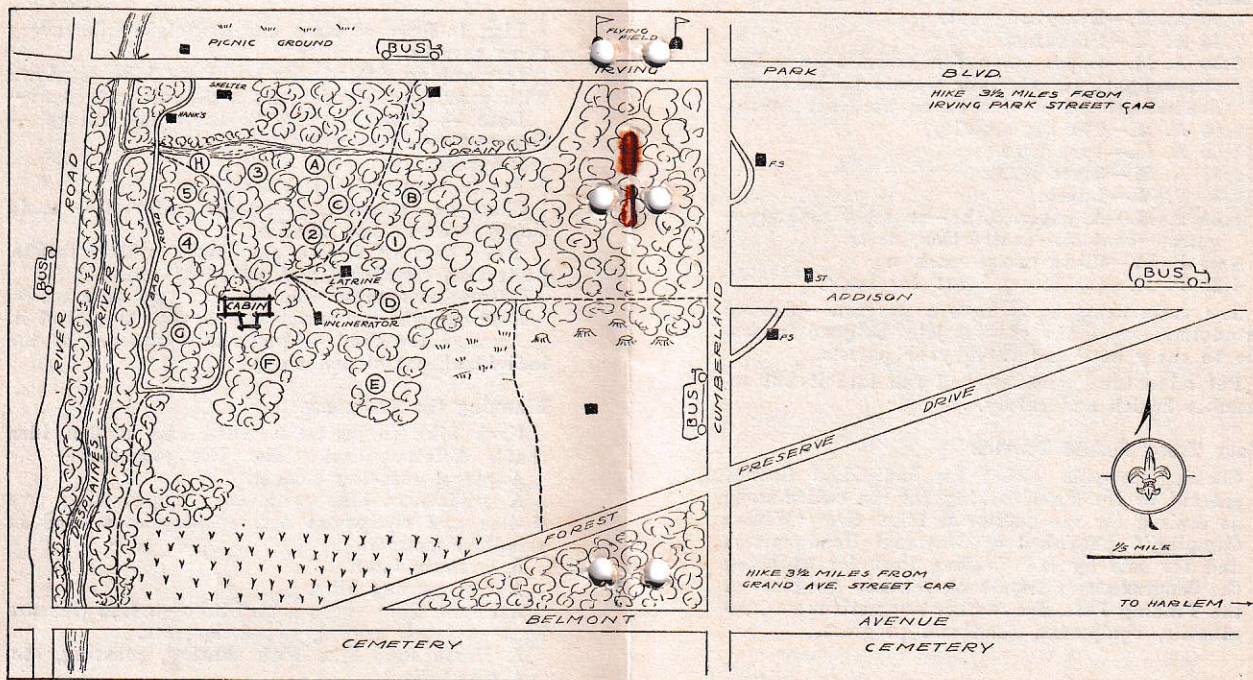 FLYING
FIELD
PICNIC GROUND
BUS
IRVING PARK BLVD.
HIKE 3½ MILES FROM
IRVING PARK STREET CAR
SHELTER
HANK'S
DRAIN
H
3
A
F.S
5
C
B
4
2
1
ROAD
BAD
RIVER ROAD
BUS
LATRINE
ST
BUS
ADDISON
D
CABIN
INCINERATOR
G
F
E
P.S
CUMBERLAND
BUS
DESPLAINES RIVER
FOREST PRESERVE DRIVE
⅕ MILE
HIKE 3½ MILES FROM
GRAND AVE. STREET CAR
TO HARLEM →
BELMONT AVENUE
CEMETERY
CEMETERY